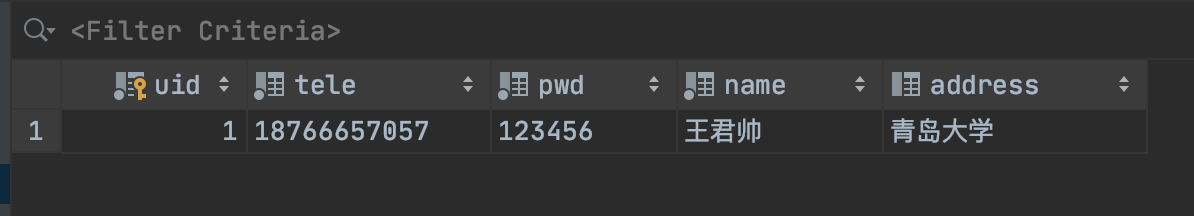 <Filter Criteria>
uid tele pwd name address
1 1 18766657057 123456 王君帅 青岛大学